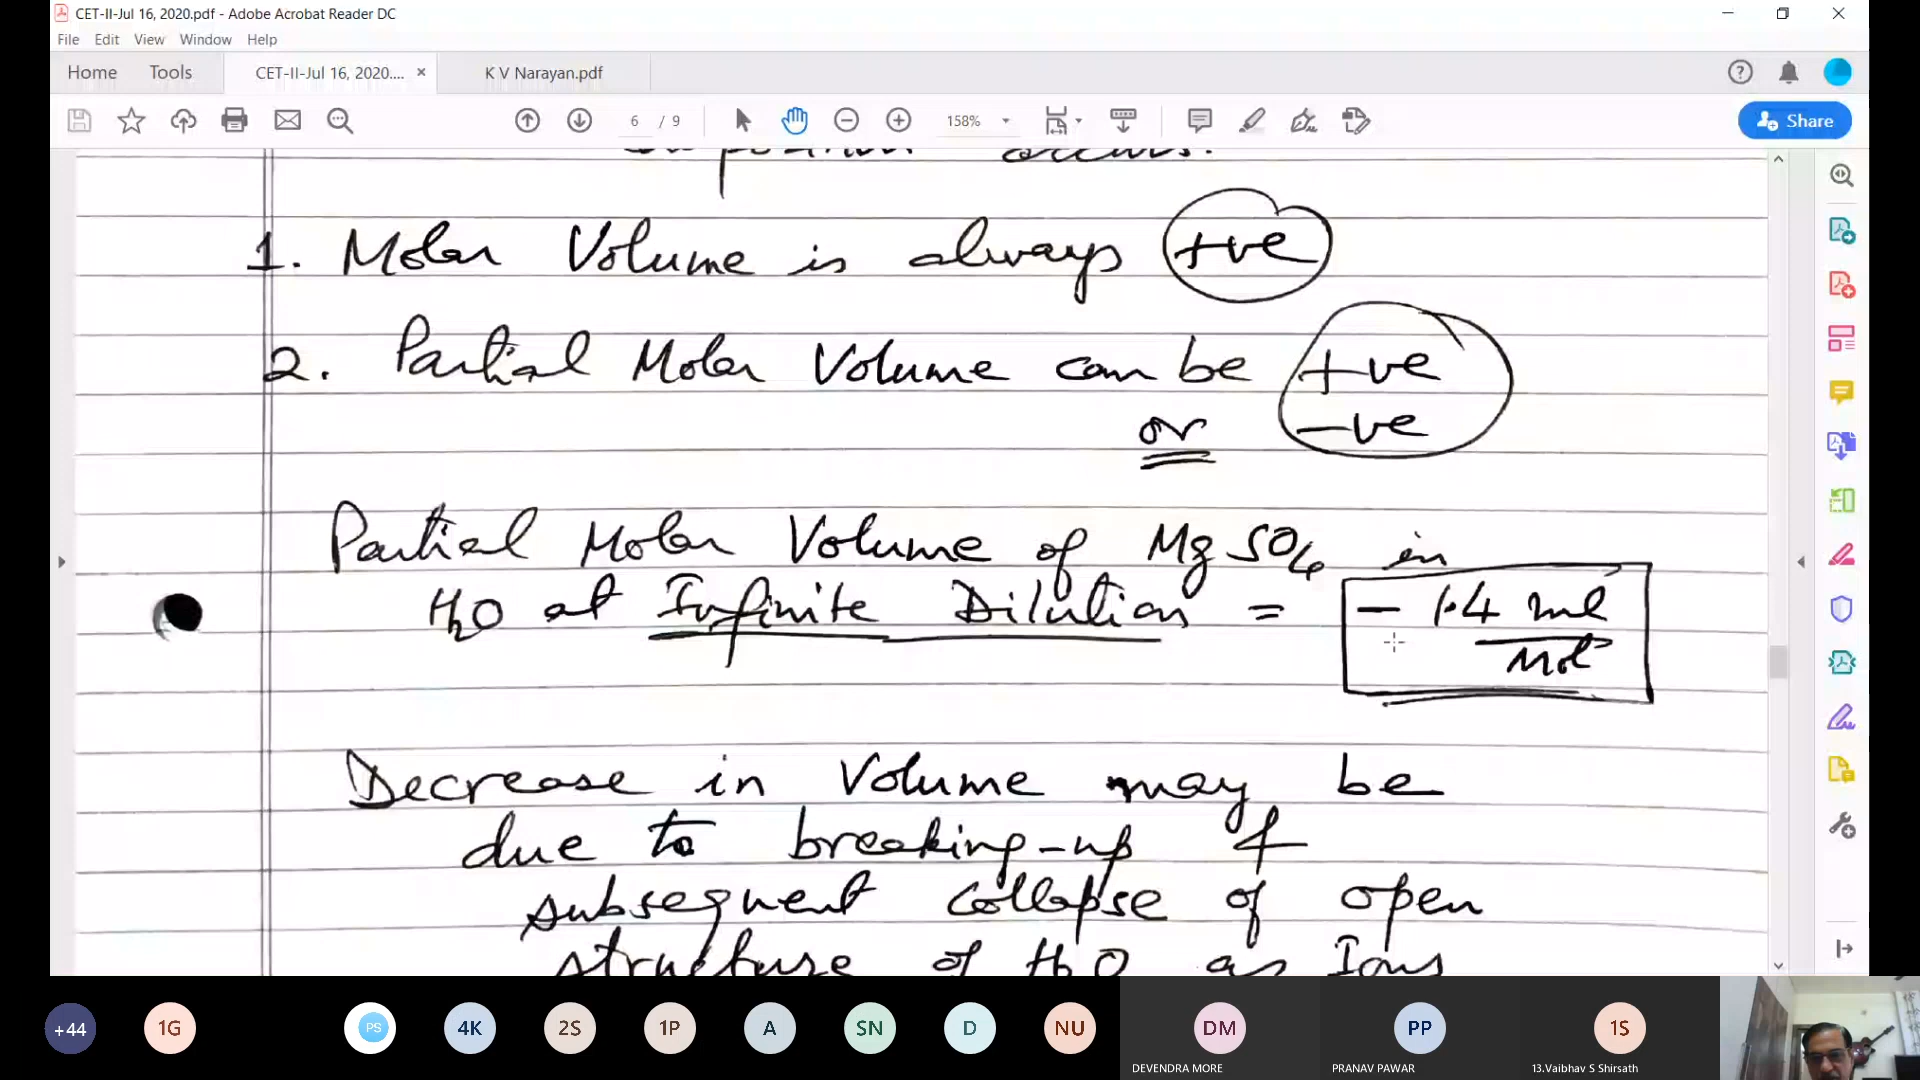 CET-II-Jul 16, 2020.pdf - Adobe Acrobat Reader DC
File Edit View Window Help
Home Tools CET-II-Jul 16, 2020.... × K V Narayan.pdf
6 / 9 158% Share
occurs.
1. Molar Volume is always +ve
2. Partial Molar Volume can be +ve
or -ve
Partial Molar Volume of MgSO4 in
H2O at Infinite Dilution = - 1.4 ml
Mol
Decrease in Volume may be
due to breaking-up &
subsequent collapse of open
structure of H2O as Ions
+44 1G PS 4K 2S 1P A SN D NU DM PP 1S
DEVENDRA MORE PRANAV PAWAR 13.Vaibhav S Shirsath